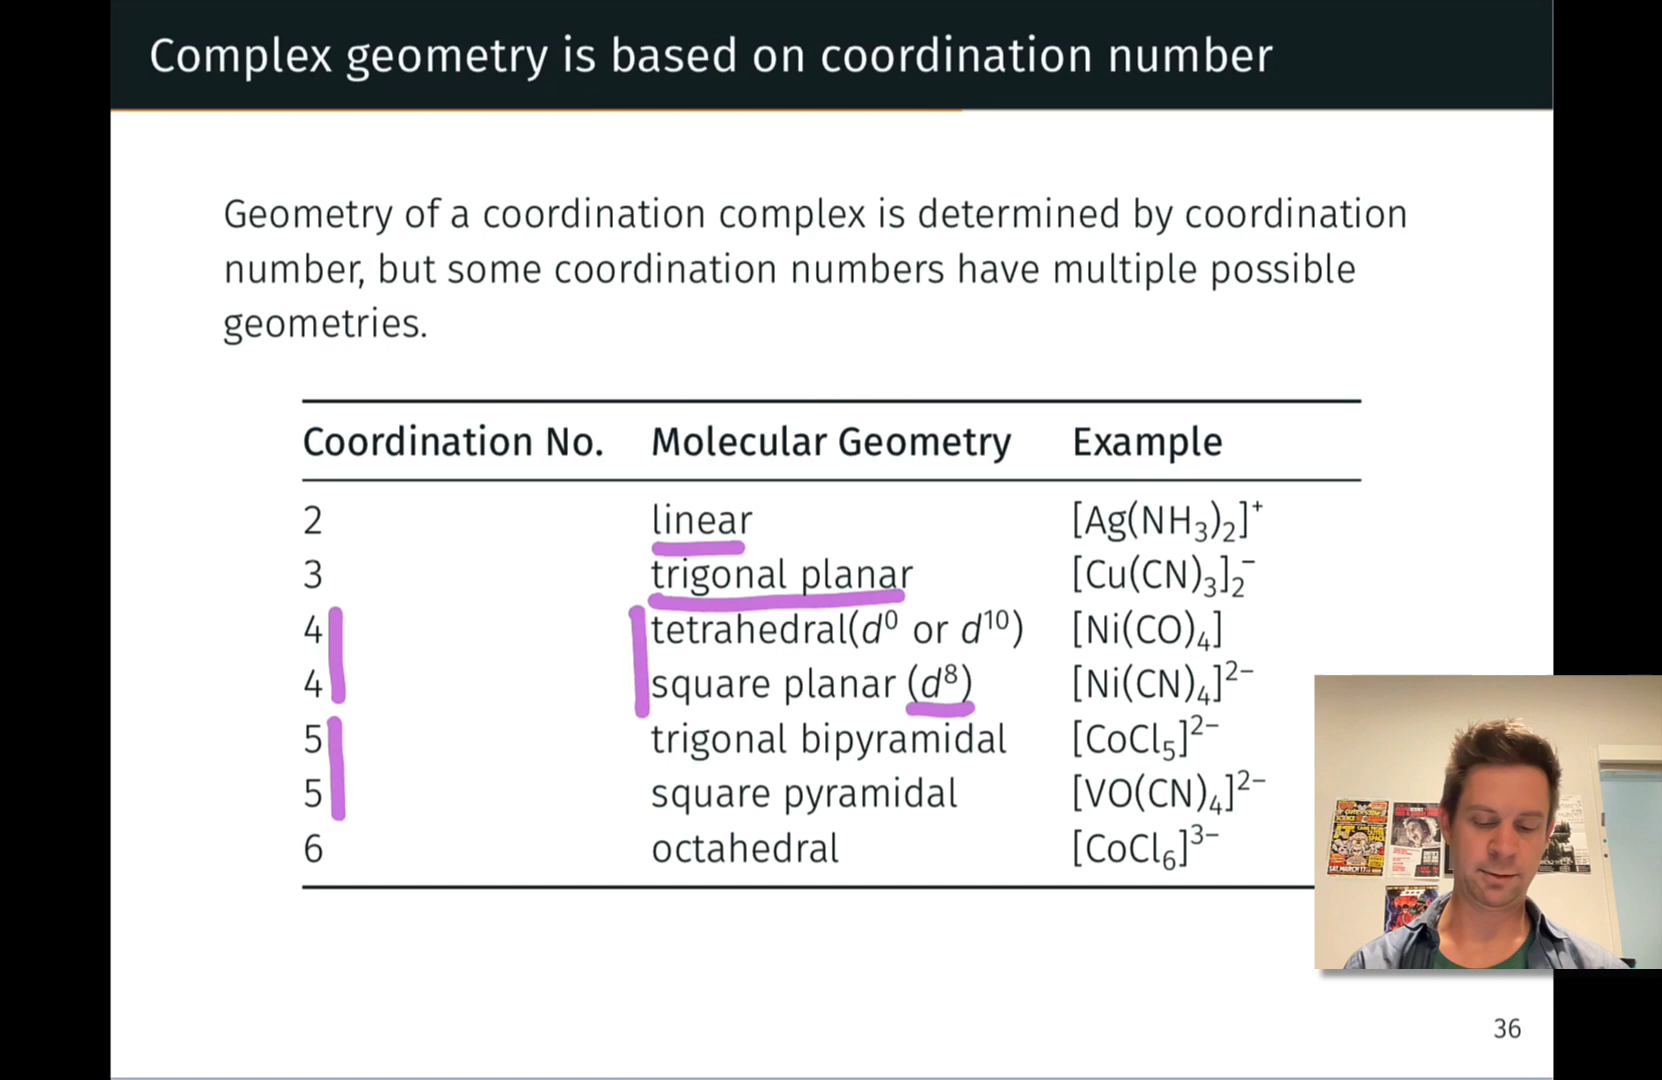 Complex geometry is based on coordination number
Geometry of a coordination complex is determined by coordination
number, but some coordination numbers have multiple possible
geometries.
Coordination No. Molecular Geometry Example
2 linear [Ag(NH₃)₂]⁺
3 trigonal planar [Cu(CN)₃]₂⁻
4 tetrahedral(d⁰ or d¹⁰) [Ni(CO)₄]
4 square planar (d⁸) [Ni(CN)₄]²⁻
5 trigonal bipyramidal [CoCl₅]²⁻
5 square pyramidal [VO(CN)₄]²⁻
6 octahedral [CoCl₆]³⁻
36